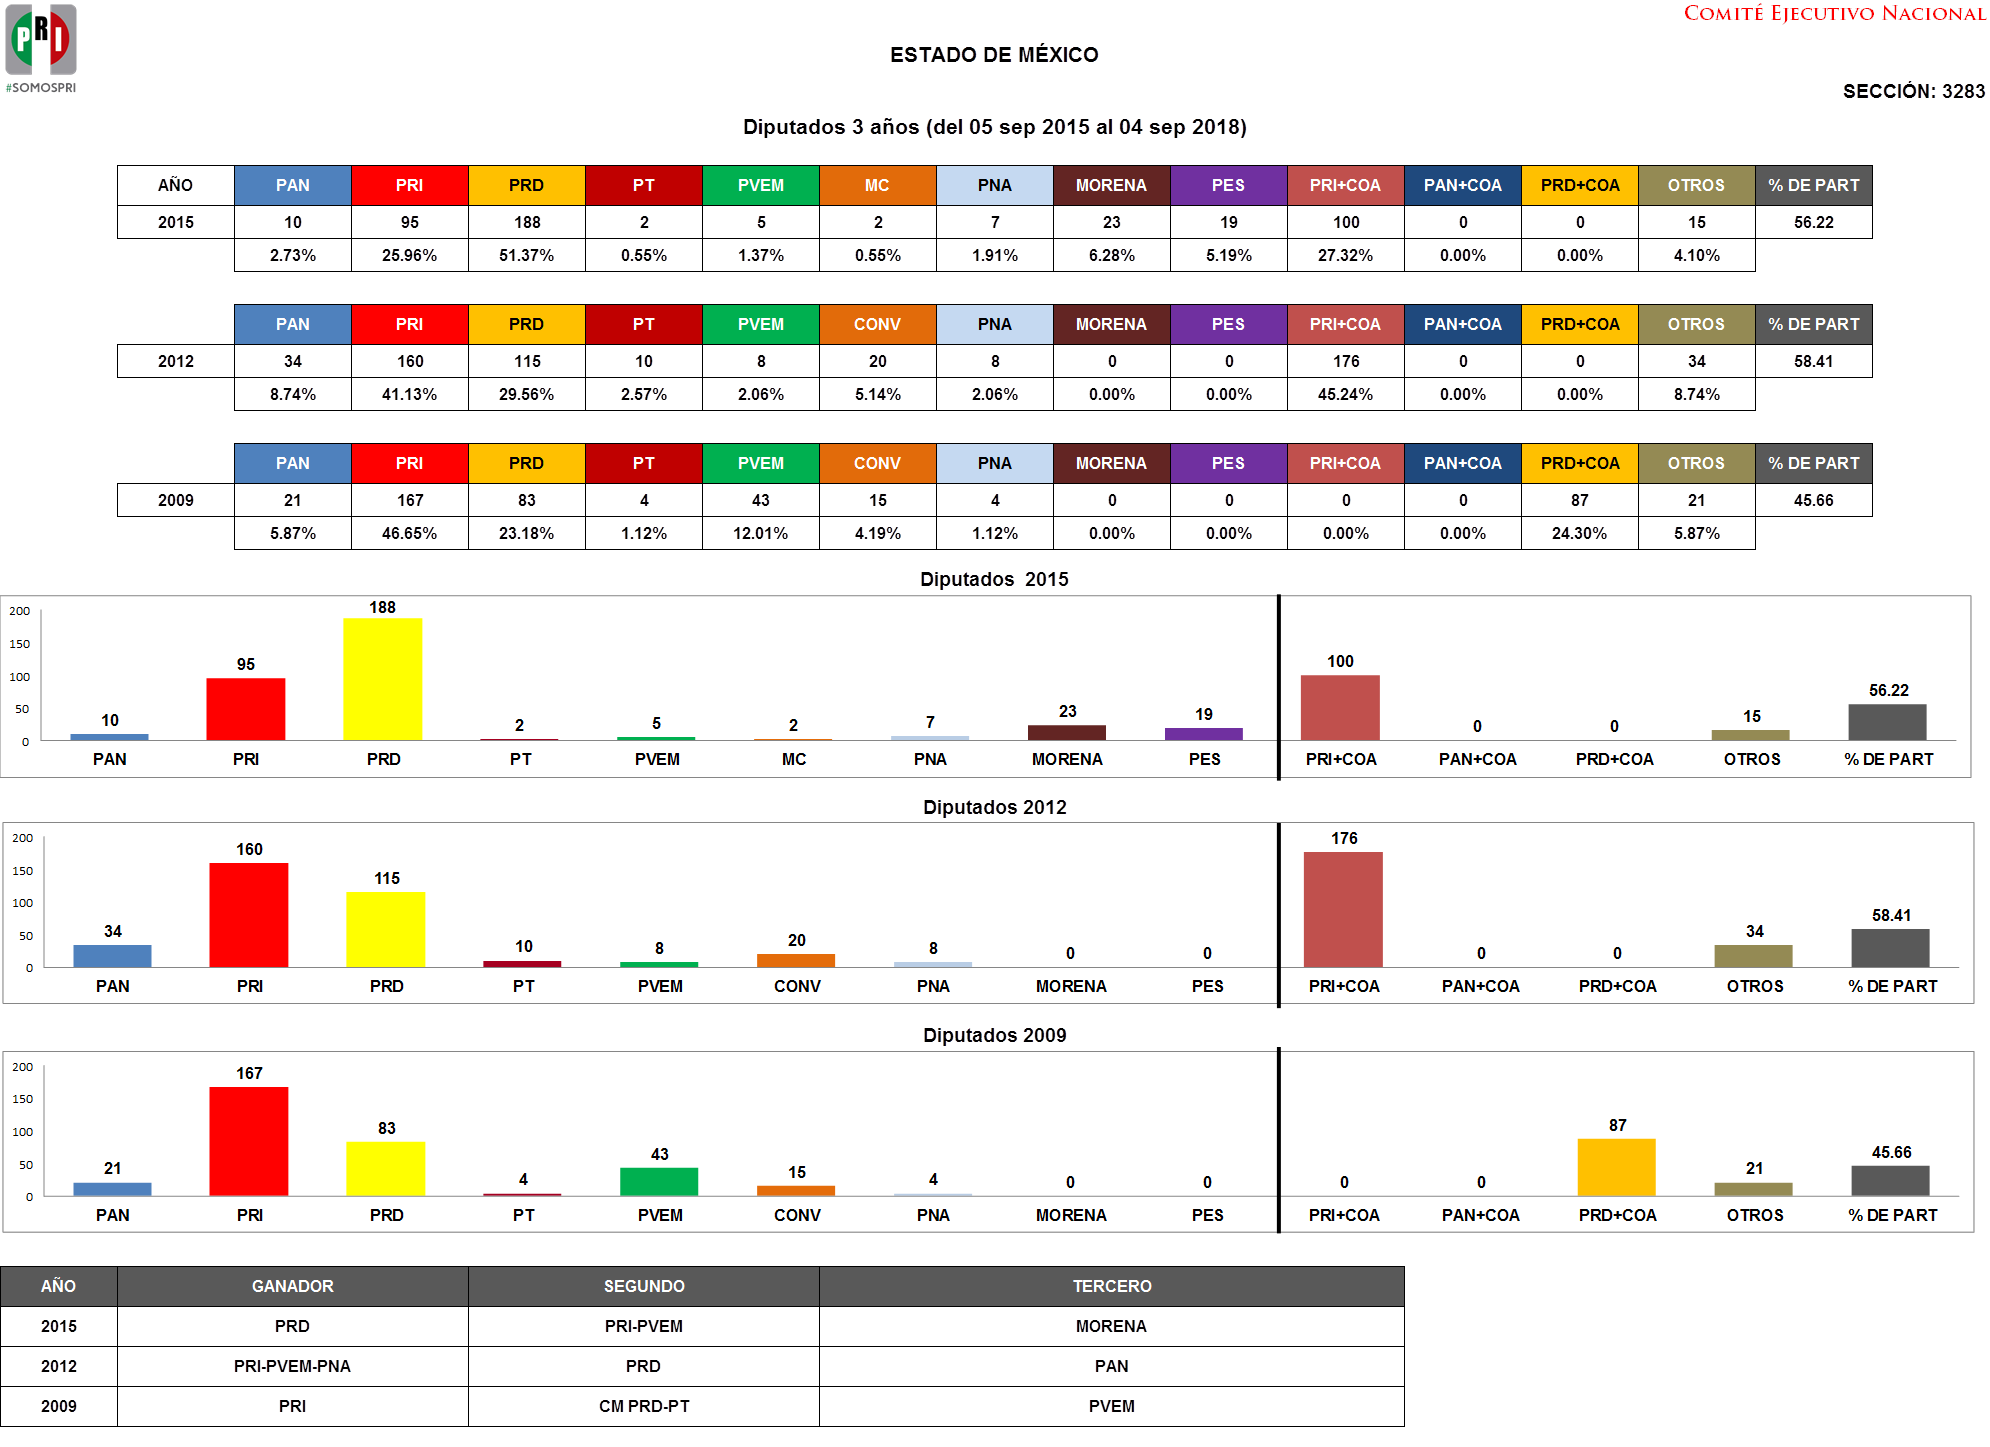 PRI
#SOMOSPRI
COMITÉ EJECUTIVO NACIONAL
ESTADO DE MÉXICO
SECCIÓN: 3283
Diputados 3 años (del 05 sep 2015 al 04 sep 2018)
AÑO PAN PRI PRD PT PVEM MC PNA MORENA PES PRI+COA PAN+COA PRD+COA OTROS % DE PART
2015 10 95 188 2 5 2 7 23 19 100 0 0 15 56.22
2.73% 25.96% 51.37% 0.55% 1.37% 0.55% 1.91% 6.28% 5.19% 27.32% 0.00% 0.00% 4.10%
PAN PRI PRD PT PVEM CONV PNA MORENA PES PRI+COA PAN+COA PRD+COA OTROS % DE PART
2012 34 160 115 10 8 20 8 0 0 176 0 0 34 58.41
8.74% 41.13% 29.56% 2.57% 2.06% 5.14% 2.06% 0.00% 0.00% 45.24% 0.00% 0.00% 8.74%
PAN PRI PRD PT PVEM CONV PNA MORENA PES PRI+COA PAN+COA PRD+COA OTROS % DE PART
2009 21 167 83 4 43 15 4 0 0 0 0 87 21 45.66
5.87% 46.65% 23.18% 1.12% 12.01% 4.19% 1.12% 0.00% 0.00% 0.00% 0.00% 24.30% 5.87%
Diputados 2015
200
150
100
50
0
10 95 188 2 5 2 7 23 19 100 0 0 15 56.22
PAN PRI PRD PT PVEM MC PNA MORENA PES PRI+COA PAN+COA PRD+COA OTROS % DE PART
Diputados 2012
200
150
100
50
0
34 160 115 10 8 20 8 0 0 176 0 0 34 58.41
PAN PRI PRD PT PVEM CONV PNA MORENA PES PRI+COA PAN+COA PRD+COA OTROS % DE PART
Diputados 2009
200
150
100
50
0
21 167 83 4 43 15 4 0 0 0 0 87 21 45.66
PAN PRI PRD PT PVEM CONV PNA MORENA PES PRI+COA PAN+COA PRD+COA OTROS % DE PART
AÑO GANADOR SEGUNDO TERCERO
2015 PRD PRI-PVEM MORENA
2012 PRI-PVEM-PNA PRD PAN
2009 PRI CM PRD-PT PVEM